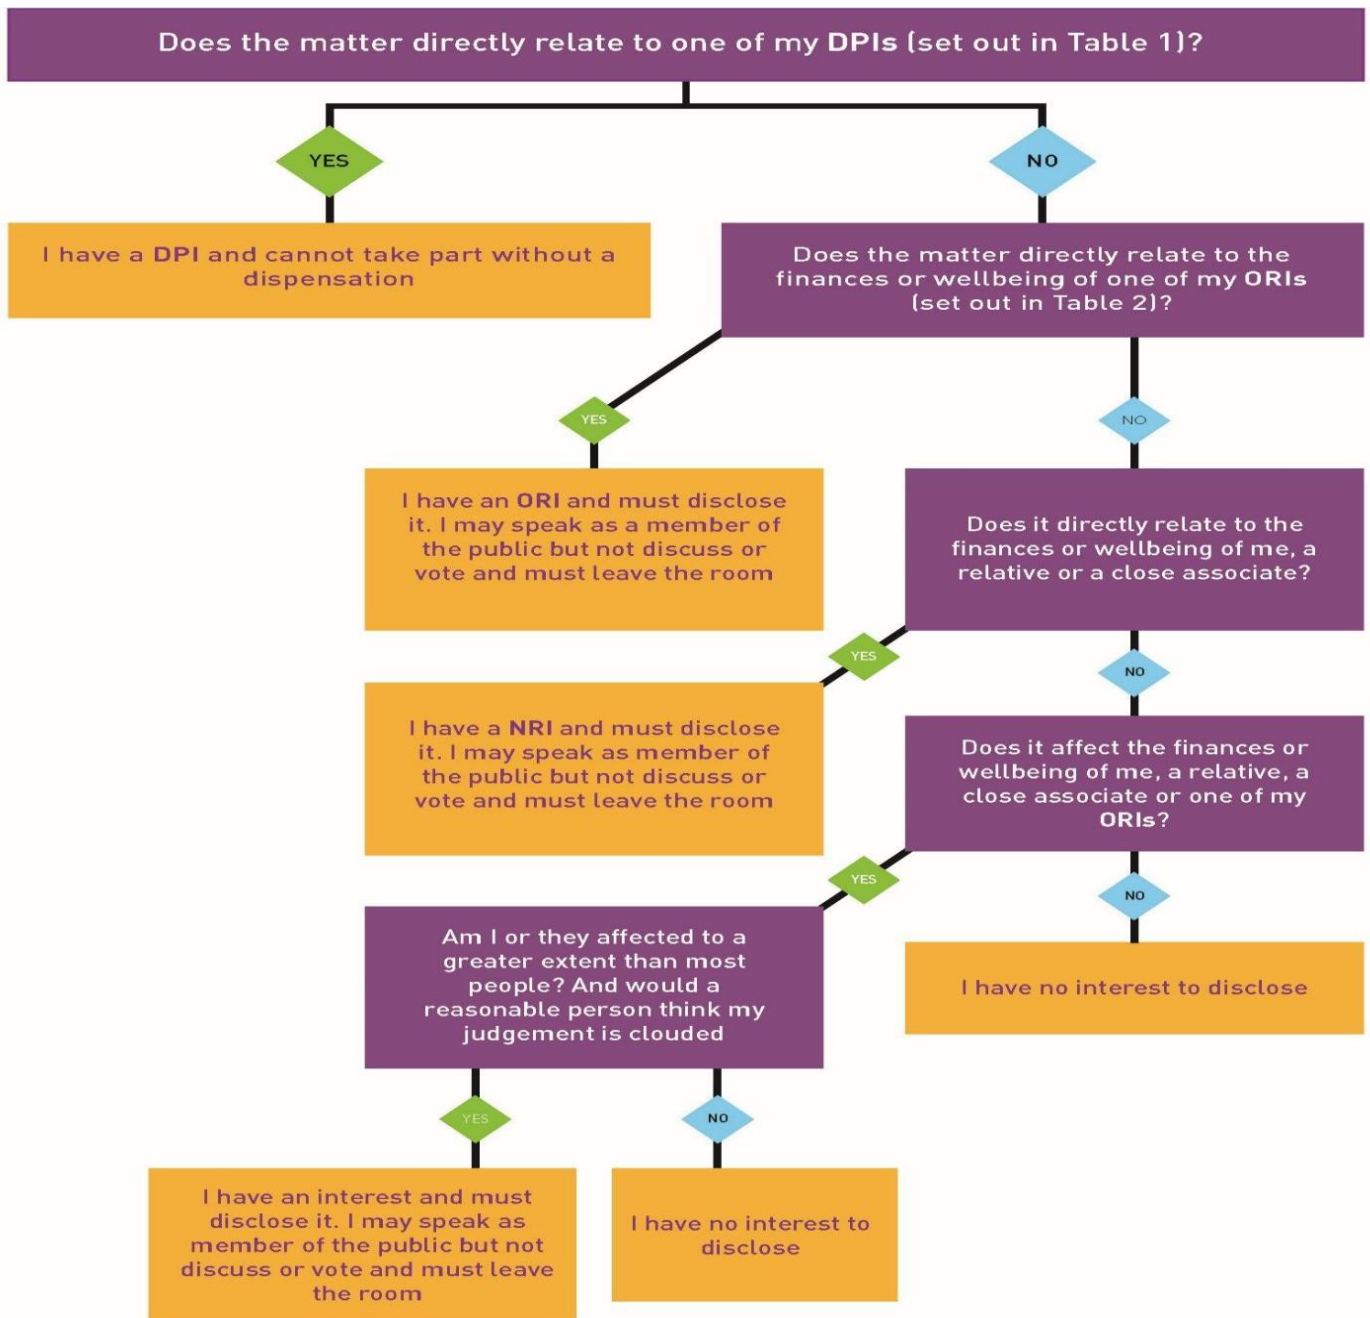 Does the matter directly relate to one of my DPIs (set out in Table 1)?
YES
NO
I have a DPI and cannot take part without a
dispensation
Does the matter directly relate to the
finances or wellbeing of one of my ORIs
(set out in Table 2)?
YES
NO
I have an ORI and must disclose
it. I may speak as a member of
the public but not discuss or
vote and must leave the room
Does it directly relate to the
finances or wellbeing of me, a
relative or a close associate?
YES
NO
I have a NRI and must disclose
it. I may speak as member of
the public but not discuss or
vote and must leave the room
Does it affect the finances or
wellbeing of me, a relative, a
close associate or one of my
ORIs?
YES
NO
Am I or they affected to a
greater extent than most
people? And would a
reasonable person think my
judgement is clouded
I have no interest to disclose
YES
NO
I have an interest and must
disclose it. I may speak as
member of the public but not
discuss or vote and must leave
the room
I have no interest to
disclose